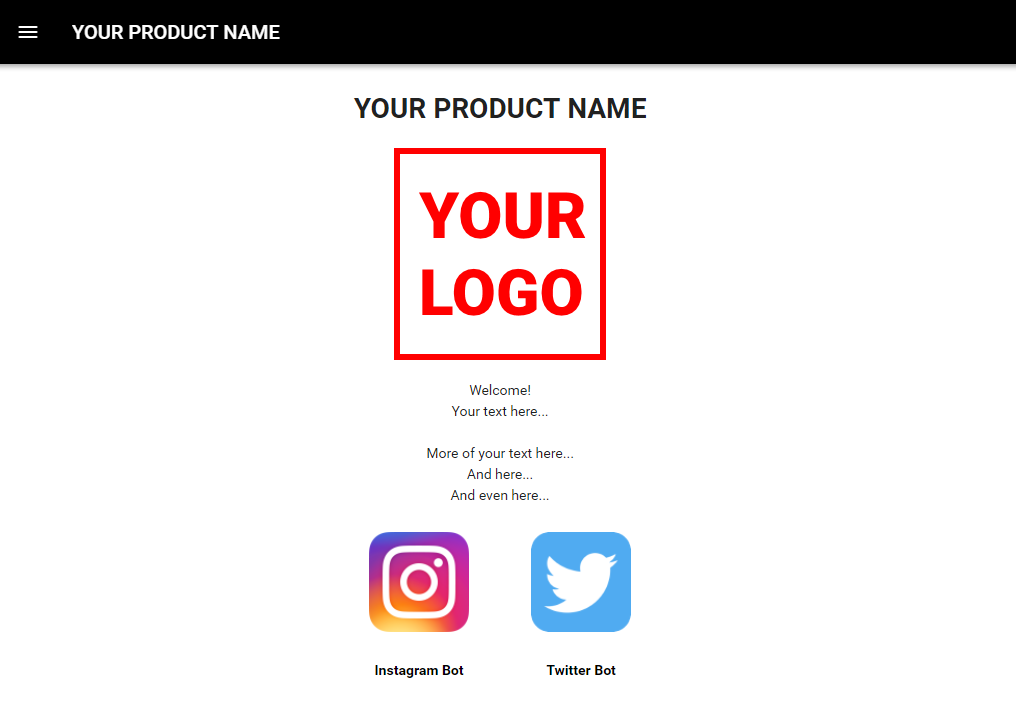 YOUR PRODUCT NAME
YOUR PRODUCT NAME
YOUR
LOGO
Welcome!
Your text here...
More of your text here...
And here...
And even here...
Instagram Bot
Twitter Bot